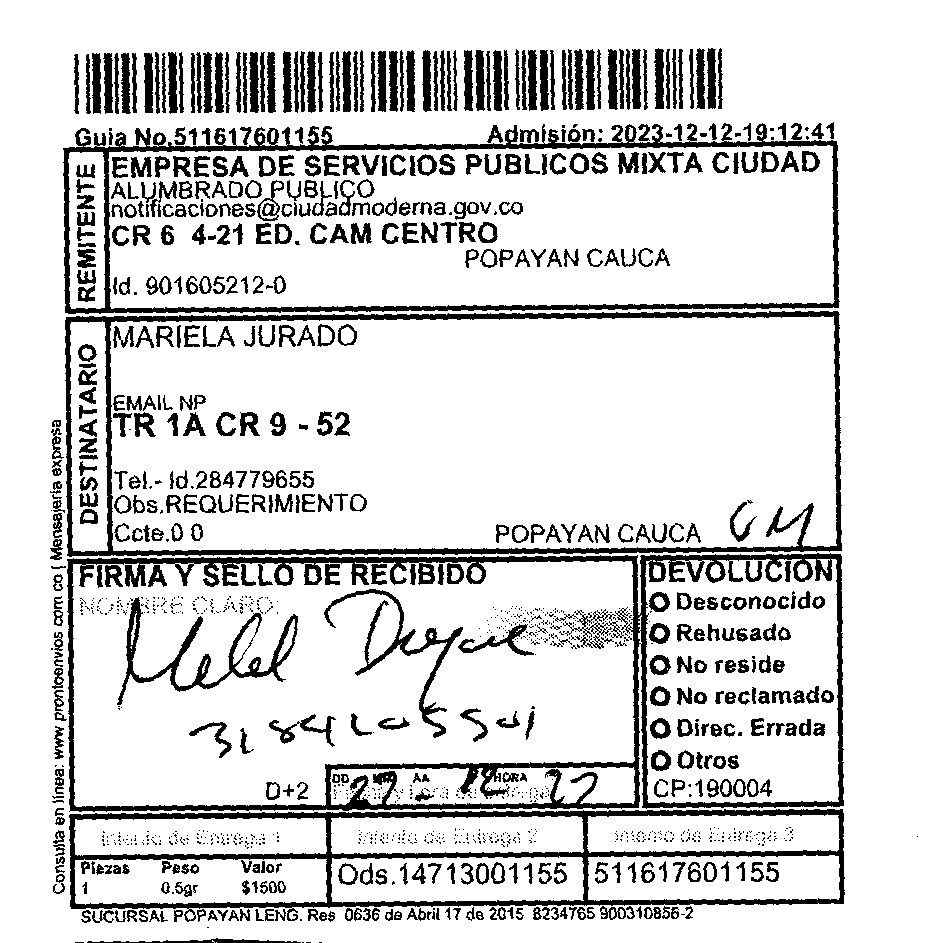 Guia No.511617601155 Admisión: 2023-12-12-19:12:41
REMITENTE
EMPRESA DE SERVICIOS PUBLICOS MIXTA CIUDAD
ALUMBRADO PUBLICO
notificaciones@ciudadmoderna.gov.co
CR 6 4-21 ED. CAM CENTRO
POPAYAN CAUCA
Id. 901605212-0
DESTINATARIO
MARIELA JURADO
EMAIL NP
TR 1A CR 9 - 52
Tel.- Id.284779655
Obs.REQUERIMIENTO
Ccte.0 0
POPAYAN CAUCA
Consulta en línea: www.prontoenvios.com.co | Mensajeria expresa
FIRMA Y SELLO DE RECIBIDO
NOMBRE CLARO:
D+2
DD MM AA HORA
DEVOLUCION
Desconocido
Rehusado
No reside
No reclamado
Direc. Errada
Otros
CP:190004
Intento de Entrega 1 Intento de Entrega 2 Intento de Entrega 3
Piezas Peso Valor
1 0.5gr $1500
Ods.14713001155 511617601155
SUCURSAL POPAYAN LENG. Res 0636 de Abril 17 de 2015 8234765 900310856-2